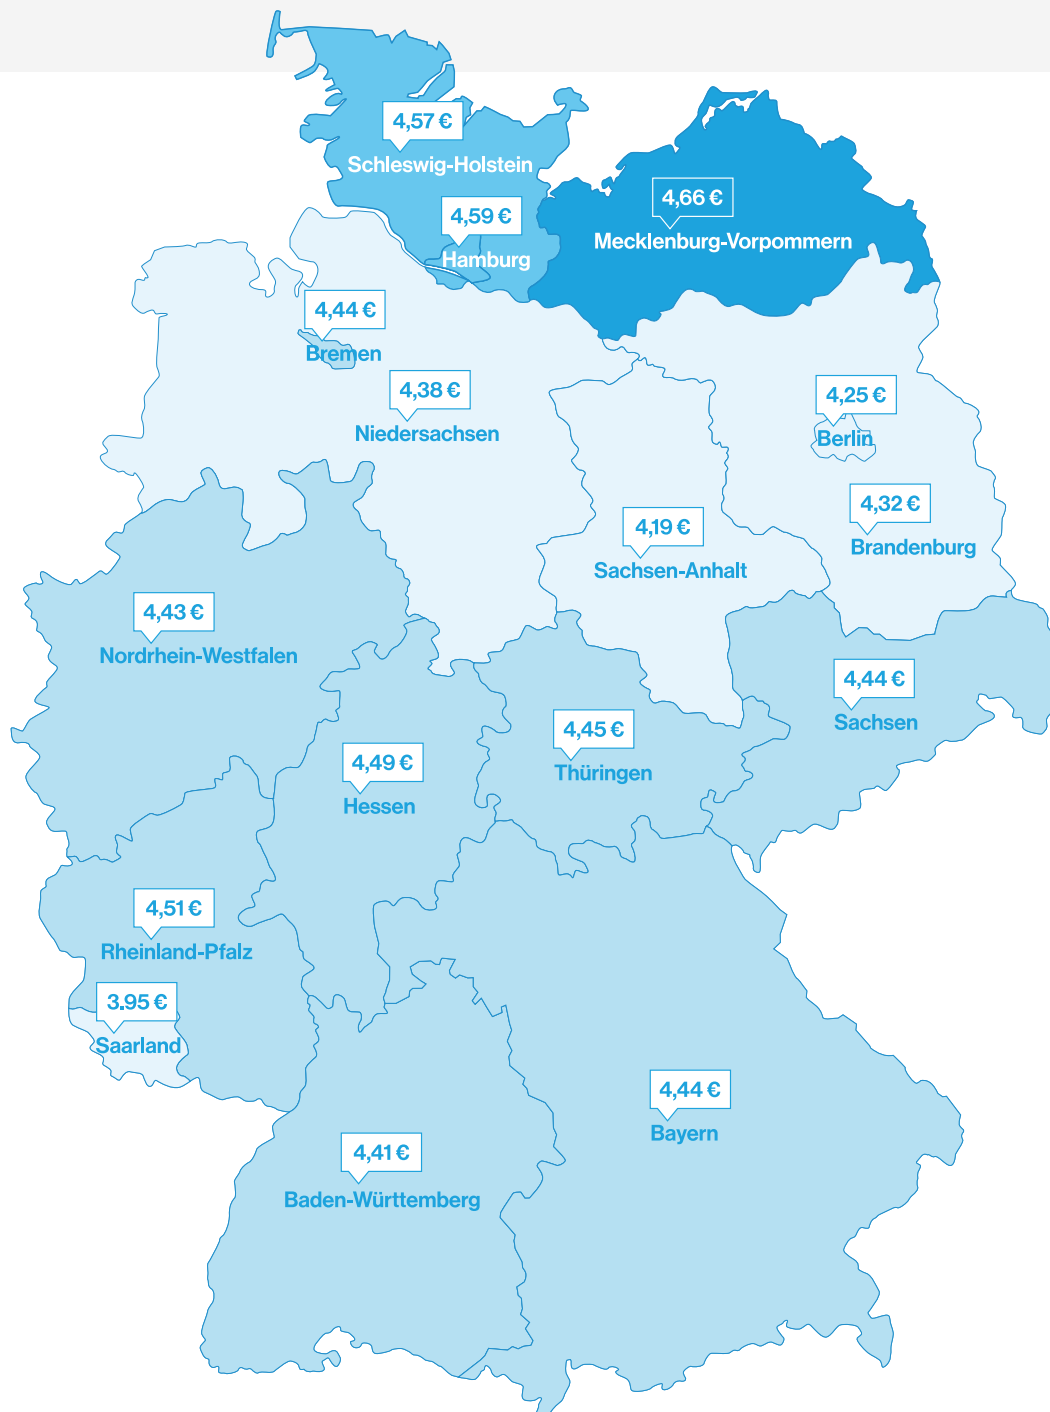 4,57 €
Schleswig-Holstein
4,66 €
Mecklenburg-Vorpommern
4,59 €
Hamburg
4,44 €
Bremen
4,38 €
Niedersachsen
4,25 €
Berlin
4,32 €
Brandenburg
4,19 €
Sachsen-Anhalt
4,43 €
Nordrhein-Westfalen
4,44 €
Sachsen
4,45 €
Thüringen
4,49 €
Hessen
4,51 €
Rheinland-Pfalz
3.95 €
Saarland
4,44 €
Bayern
4,41 €
Baden-Württemberg